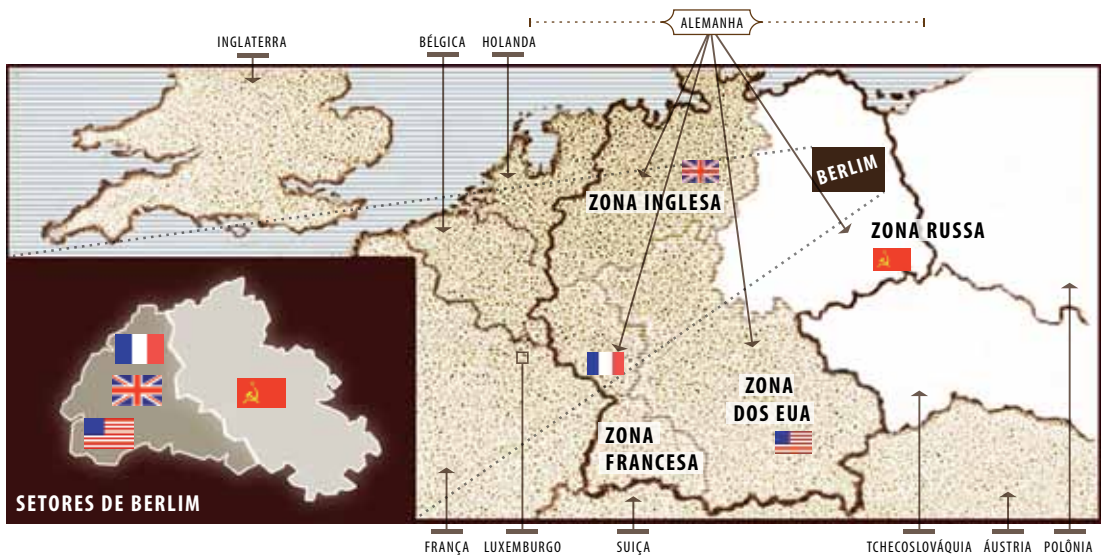 ALEMANHA
INGLATERRA
BÉLGICA
HOLANDA
BERLIM
ZONA INGLESA
ZONA RUSSA
ZONA
DOS EUA
ZONA
FRANCESA
SETORES DE BERLIM
FRANÇA
LUXEMBURGO
SUIÇA
TCHECOSLOVÁQUIA
ÁUSTRIA
POLÔNIA